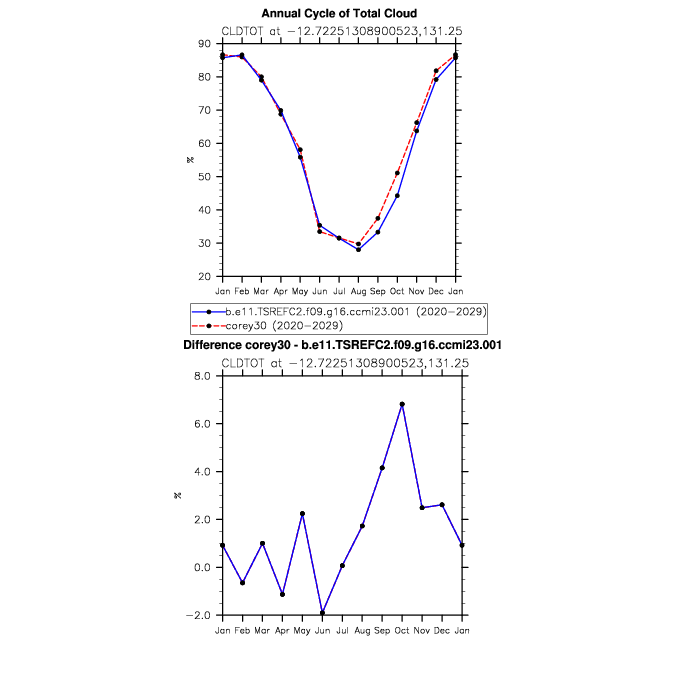 Annual Cycle of Total Cloud
CLDTOT at −12.72251308900523,131.25
90
80
70
60
50
40
30
20
%
Jan Feb Mar Apr May Jun Jul Aug Sep Oct Nov Dec Jan
b.e11.TSREFC2.f09.g16.ccmi23.001 (2020−2029)
corey30 (2020−2029)
Difference corey30 - b.e11.TSREFC2.f09.g16.ccmi23.001
CLDTOT at −12.72251308900523,131.25
8.0
6.0
4.0
2.0
0.0
−2.0
%
Jan Feb Mar Apr May Jun Jul Aug Sep Oct Nov Dec Jan